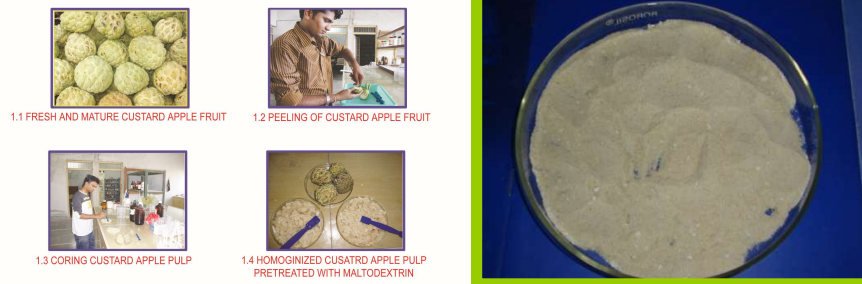 1.1 FRESH AND MATURE CUSTARD APPLE FRUIT
1.2 PEELING OF CUSTARD APPLE FRUIT
1.3 CORING CUSTARD APPLE PULP
1.4 HOMOGINIZED CUSATRD APPLE PULP
PRETREATED WITH MALTODEXTRIN